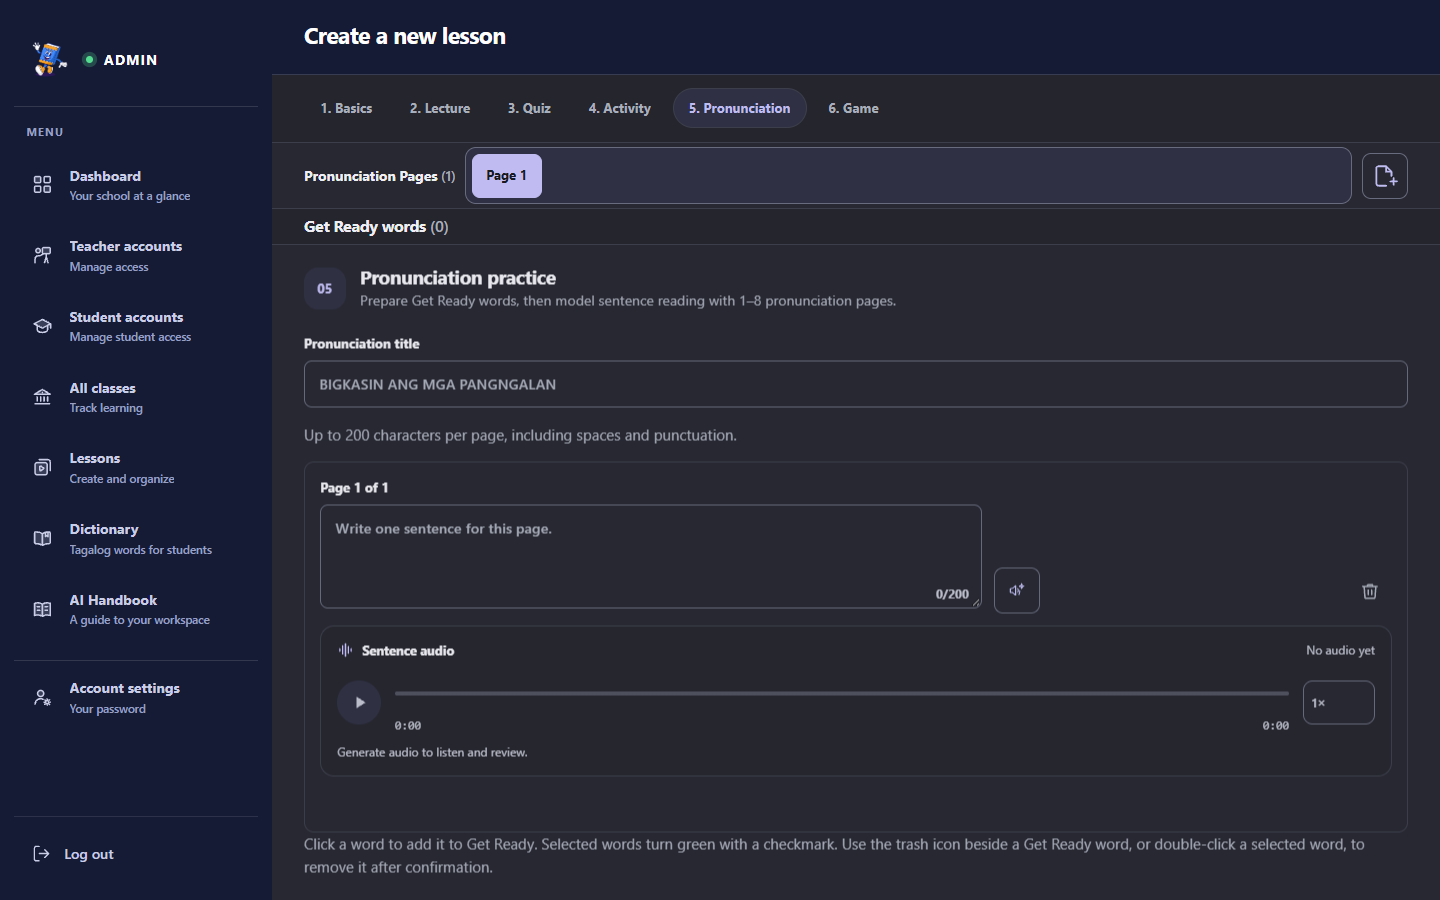 ADMIN
MENU
Dashboard
Your school at a glance
Teacher accounts
Manage access
Student accounts
Manage student access
All classes
Track learning
Lessons
Create and organize
Dictionary
Tagalog words for students
AI Handbook
A guide to your workspace
Account settings
Your password
Log out
Create a new lesson
1. Basics
2. Lecture
3. Quiz
4. Activity
5. Pronunciation
6. Game
Pronunciation Pages (1)
Page 1
Get Ready words (0)
05
Pronunciation practice
Prepare Get Ready words, then model sentence reading with 1–8 pronunciation pages.
Pronunciation title
BIGKASIN ANG MGA PANGNGALAN
Up to 200 characters per page, including spaces and punctuation.
Page 1 of 1
Write one sentence for this page.
0/200
Sentence audio
No audio yet
0:00
0:00
1×
Generate audio to listen and review.
Click a word to add it to Get Ready. Selected words turn green with a checkmark. Use the trash icon beside a Get Ready word, or double-click a selected word, to
remove it after confirmation.